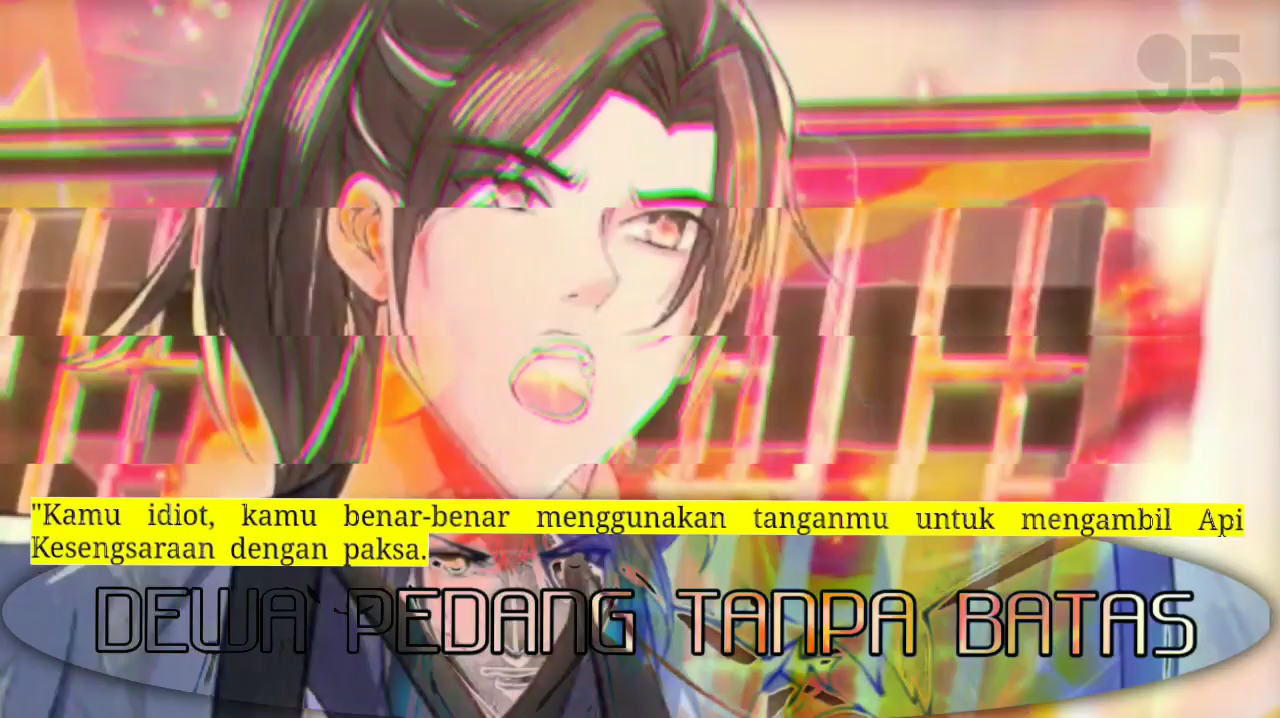 95
"Kamu idiot, kamu benar-benar menggunakan tanganmu untuk mengambil Api
Kesengsaraan dengan paksa.
DEWA PEDANG TANPA BATAS